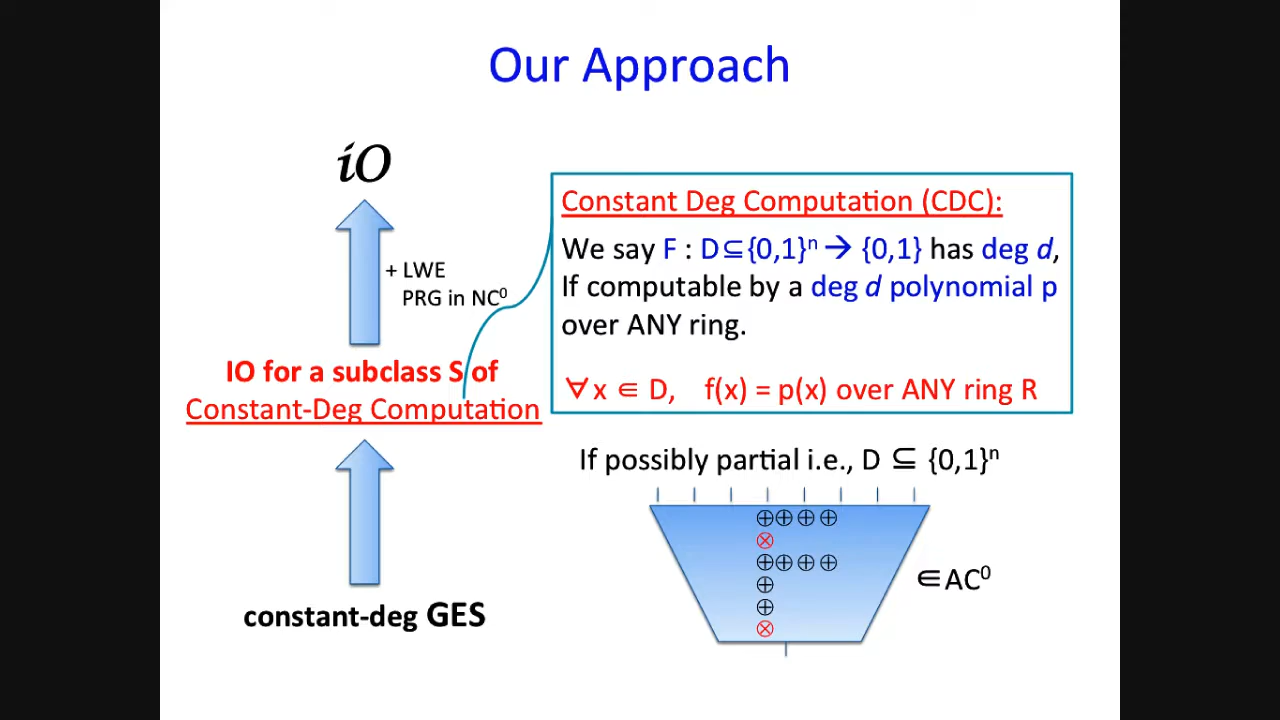 Our Approach
iO
+ LWE
PRG in NC⁰
IO for a subclass S of
Constant-Deg Computation
constant-deg GES
Constant Deg Computation (CDC):
We say F : D⊆{0,1}ⁿ → {0,1} has deg d,
If computable by a deg d polynomial p
over ANY ring.
∀x ∈ D, f(x) = p(x) over ANY ring R
If possibly partial i.e., D ⊆ {0,1}ⁿ
⊕⊕⊕⊕
⊗
⊕⊕⊕⊕
⊕
⊕
⊗
∈AC⁰